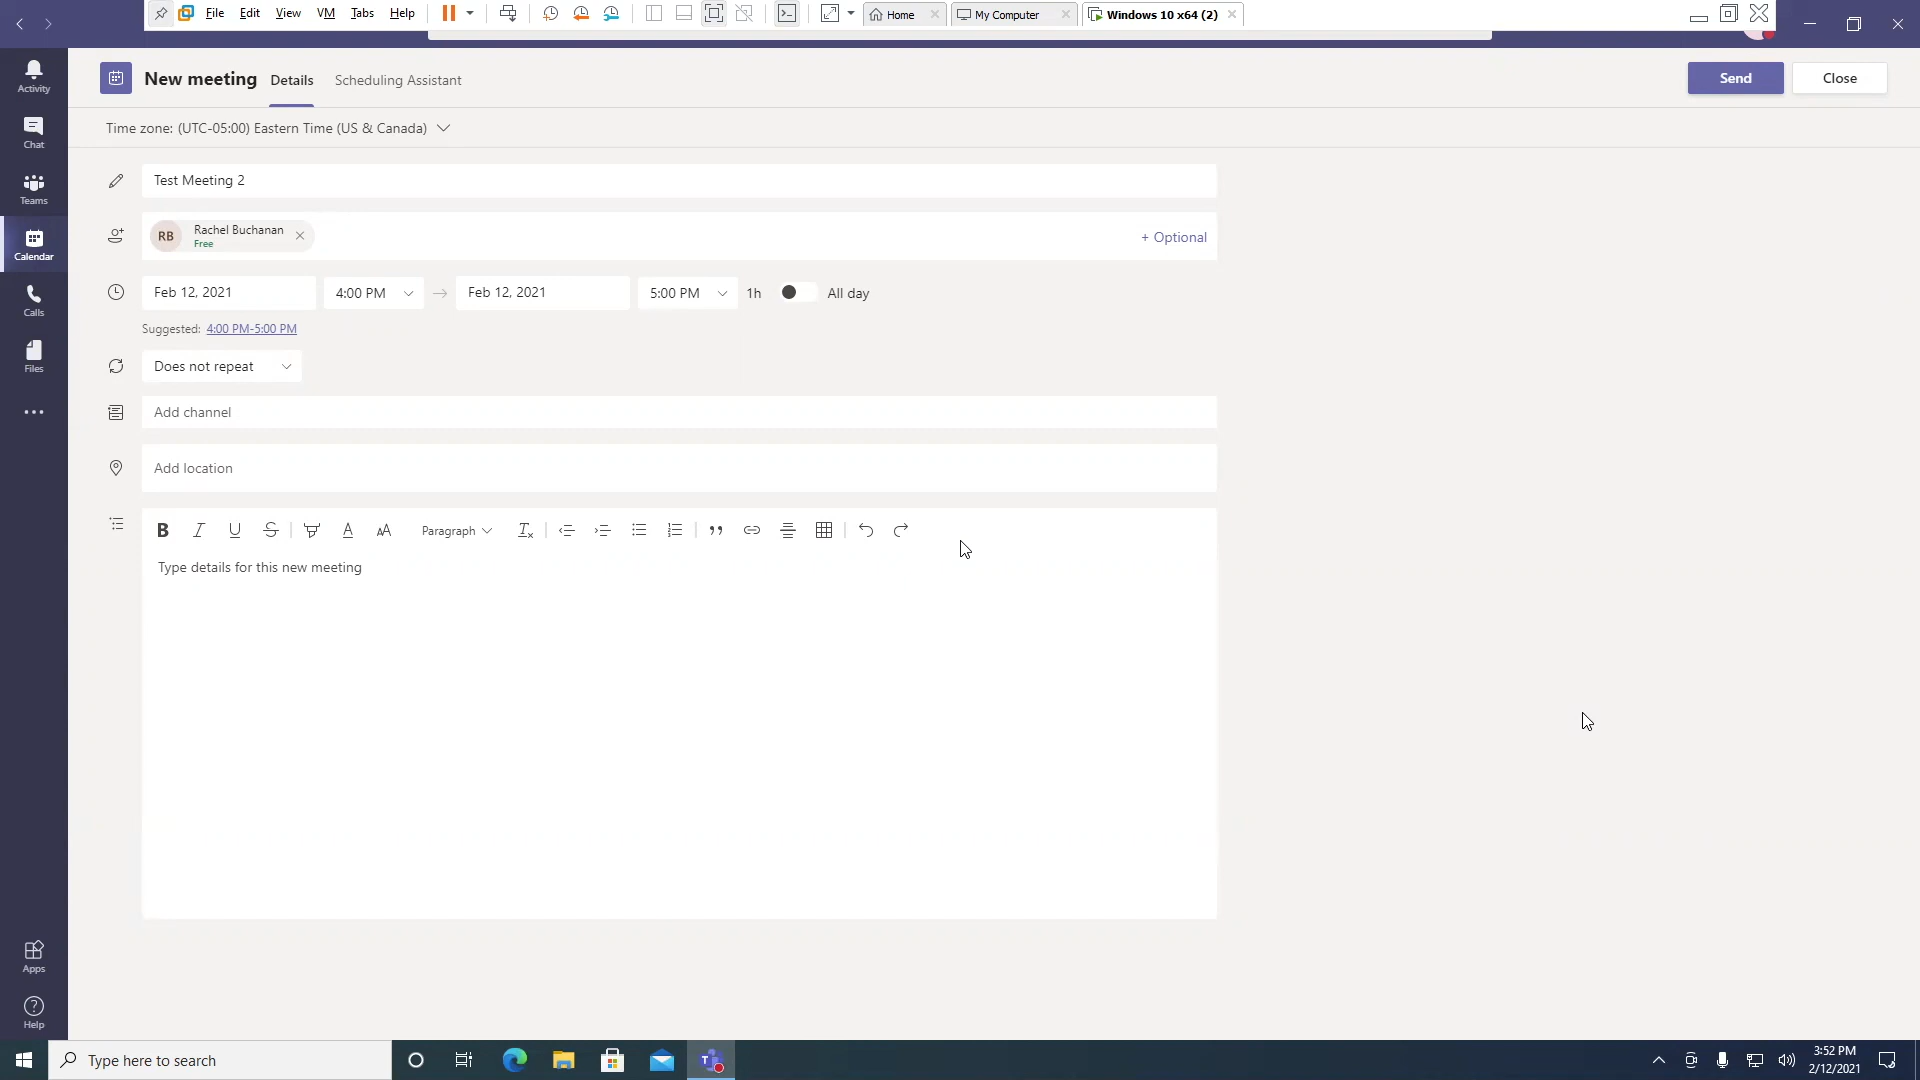 File Edit View VM Tabs Help Home My Computer Windows 10 x64 (2)
Activity
Chat
Teams
Calendar
Calls
Files
Apps
Help
New meeting Details Scheduling Assistant Send Close
Time zone: (UTC-05:00) Eastern Time (US & Canada)
Test Meeting 2
RB Rachel Buchanan
Free
+ Optional
Feb 12, 2021 4:00 PM → Feb 12, 2021 5:00 PM 1h All day
Suggested: 4:00 PM-5:00 PM
Does not repeat
Add channel
Add location
B I U S A AA Paragraph
Type details for this new meeting
Type here to search
3:52 PM
2/12/2021